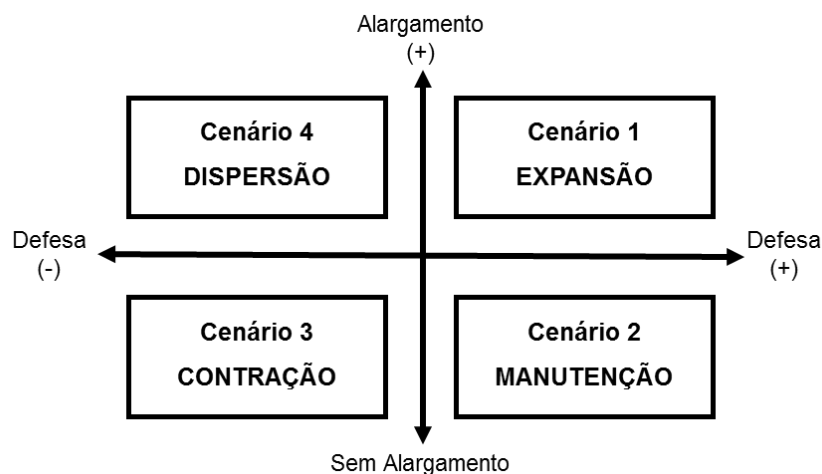 Alargamento
(+)
Cenário 4
DISPERSÃO
Cenário 1
EXPANSÃO
Defesa
(-)
Defesa
(+)
Cenário 3
CONTRAÇÃO
Cenário 2
MANUTENÇÃO
Sem Alargamento